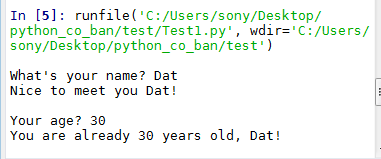 In [5]: runfile('C:/Users/sony/Desktop/
python_co_ban/test/Test1.py', wdir='C:/Users/
sony/Desktop/python_co_ban/test')
What's your name? Dat
Nice to meet you Dat!
Your age? 30
You are already 30 years old, Dat!